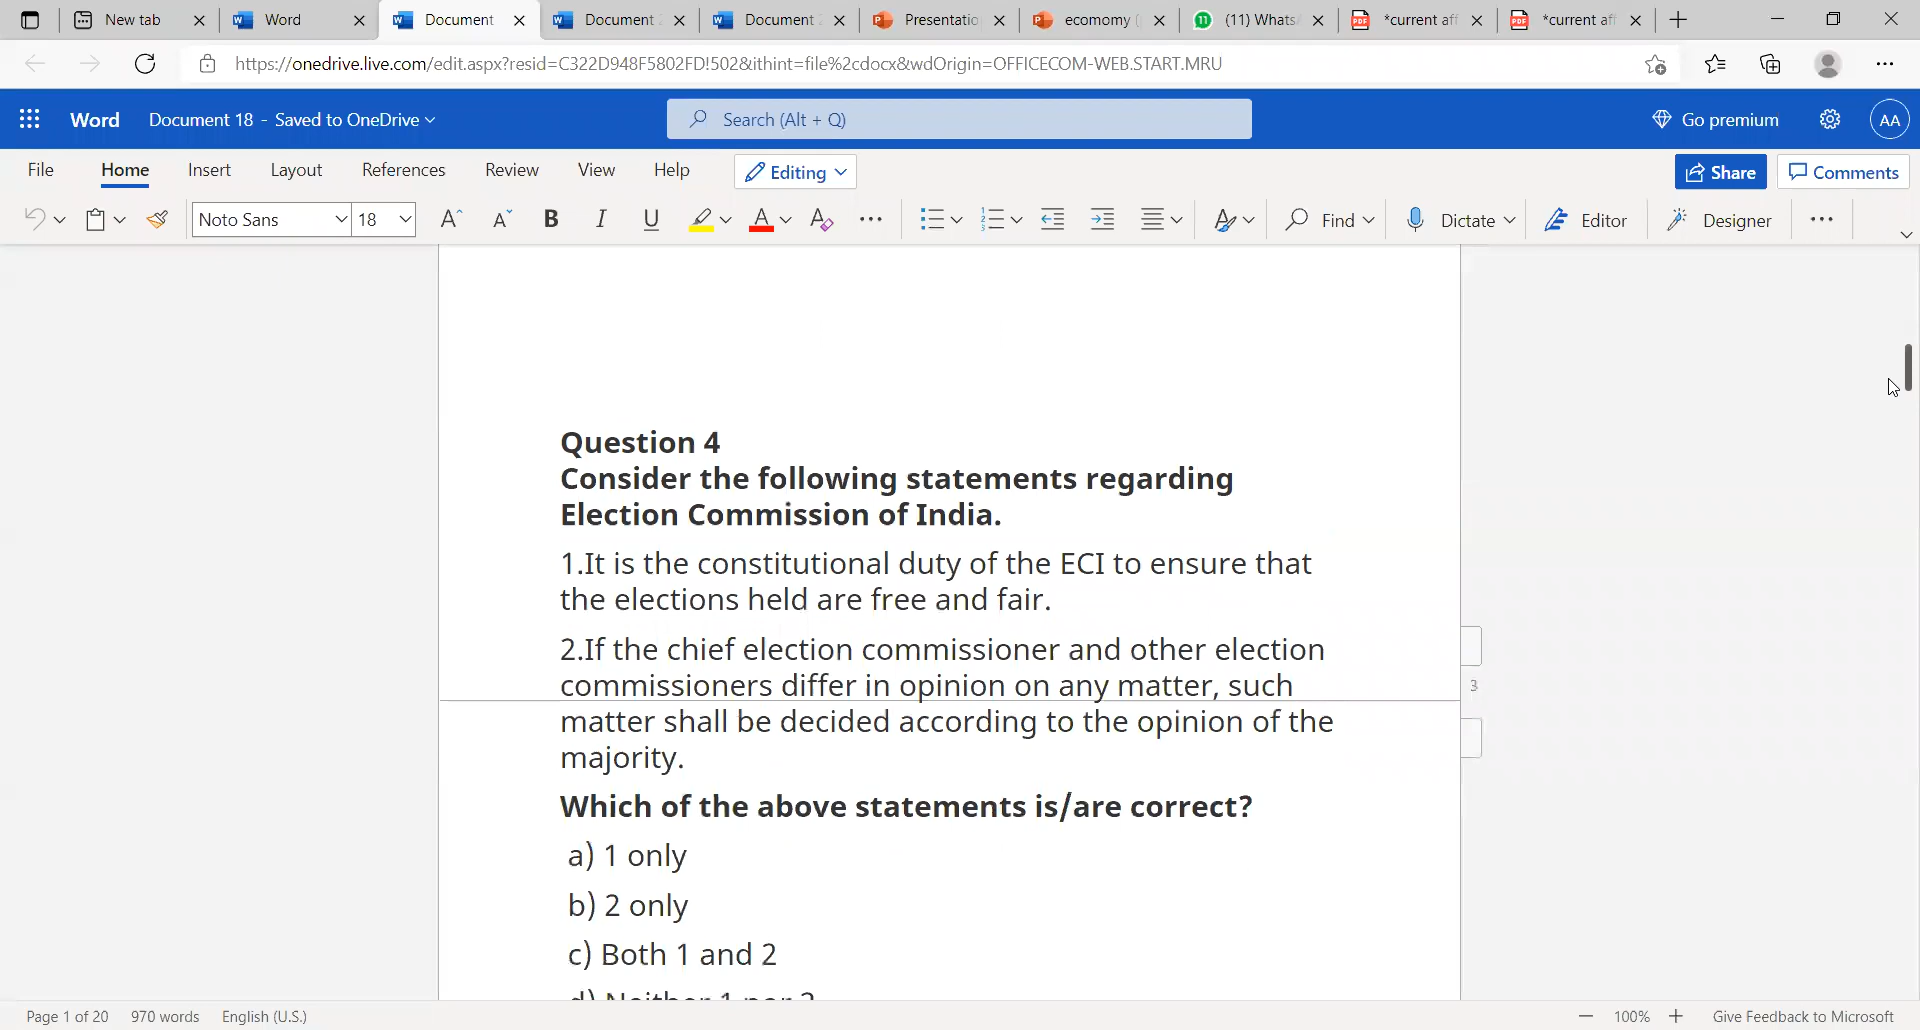 New tab
Word
Document
Document
Document
Presentatio
ecomomy (
(11) Whats
*current aff
*current aff
https://onedrive.live.com/edit.aspx?resid=C322D948F5802FD!502&ithint=file%2cdocx&wdOrigin=OFFICECOM-WEB.START.MRU
Word Document 18 - Saved to OneDrive
Search (Alt + Q)
Go premium
AA
File Home Insert Layout References Review View Help Editing
Share Comments
Noto Sans 18 Find Dictate Editor Designer
Question 4
Consider the following statements regarding
Election Commission of India.
1.It is the constitutional duty of the ECI to ensure that
the elections held are free and fair.
2.If the chief election commissioner and other election
commissioners differ in opinion on any matter, such
3
matter shall be decided according to the opinion of the
majority.
Which of the above statements is/are correct?
a) 1 only
b) 2 only
c) Both 1 and 2
d) Neither 1 nor 2
Page 1 of 20 970 words English (U.S.)
100% Give Feedback to Microsoft